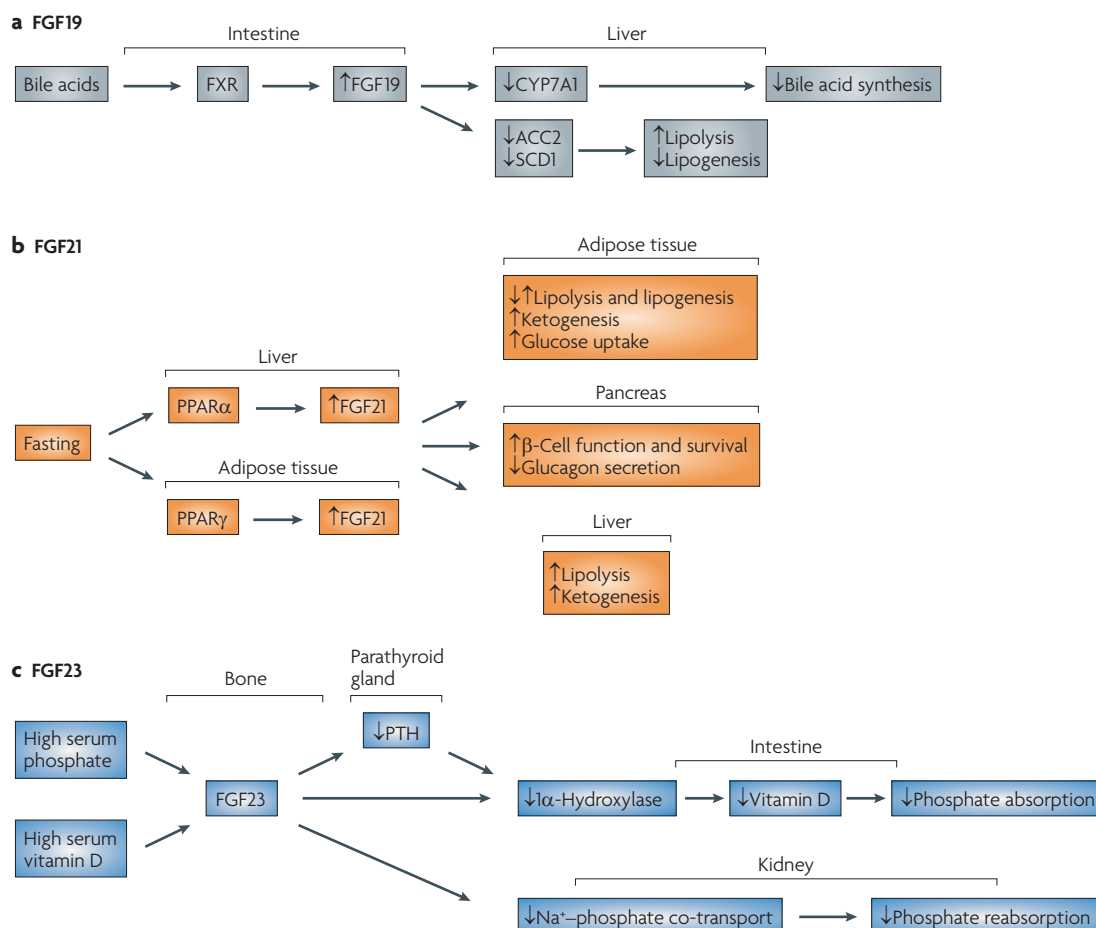 a FGF19
Intestine
Liver
Bile acids
FXR
↑FGF19
↓CYP7A1
↓Bile acid synthesis
↓ACC2
↓SCD1
↑Lipolysis
↓Lipogenesis
b FGF21
Adipose tissue
↓↑Lipolysis and lipogenesis
↑Ketogenesis
↑Glucose uptake
Liver
PPARα
↑FGF21
Pancreas
Fasting
↑β-Cell function and survival
↓Glucagon secretion
Adipose tissue
PPARγ
↑FGF21
Liver
↑Lipolysis
↑Ketogenesis
c FGF23
Bone
Parathyroid
gland
High serum
phosphate
↓PTH
Intestine
FGF23
↓1α-Hydroxylase
↓Vitamin D
↓Phosphate absorption
High serum
vitamin D
Kidney
↓Na⁺–phosphate co-transport
↓Phosphate reabsorption